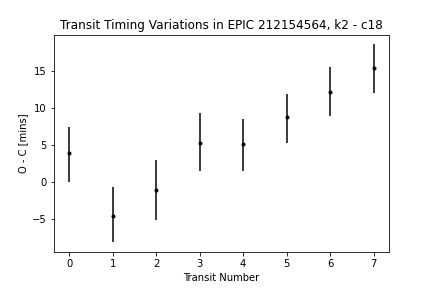 Transit Timing Variations in EPIC 212154564, k2 - c18
O - C [mins]
15
10
5
0
−5
0 1 2 3 4 5 6 7
Transit Number